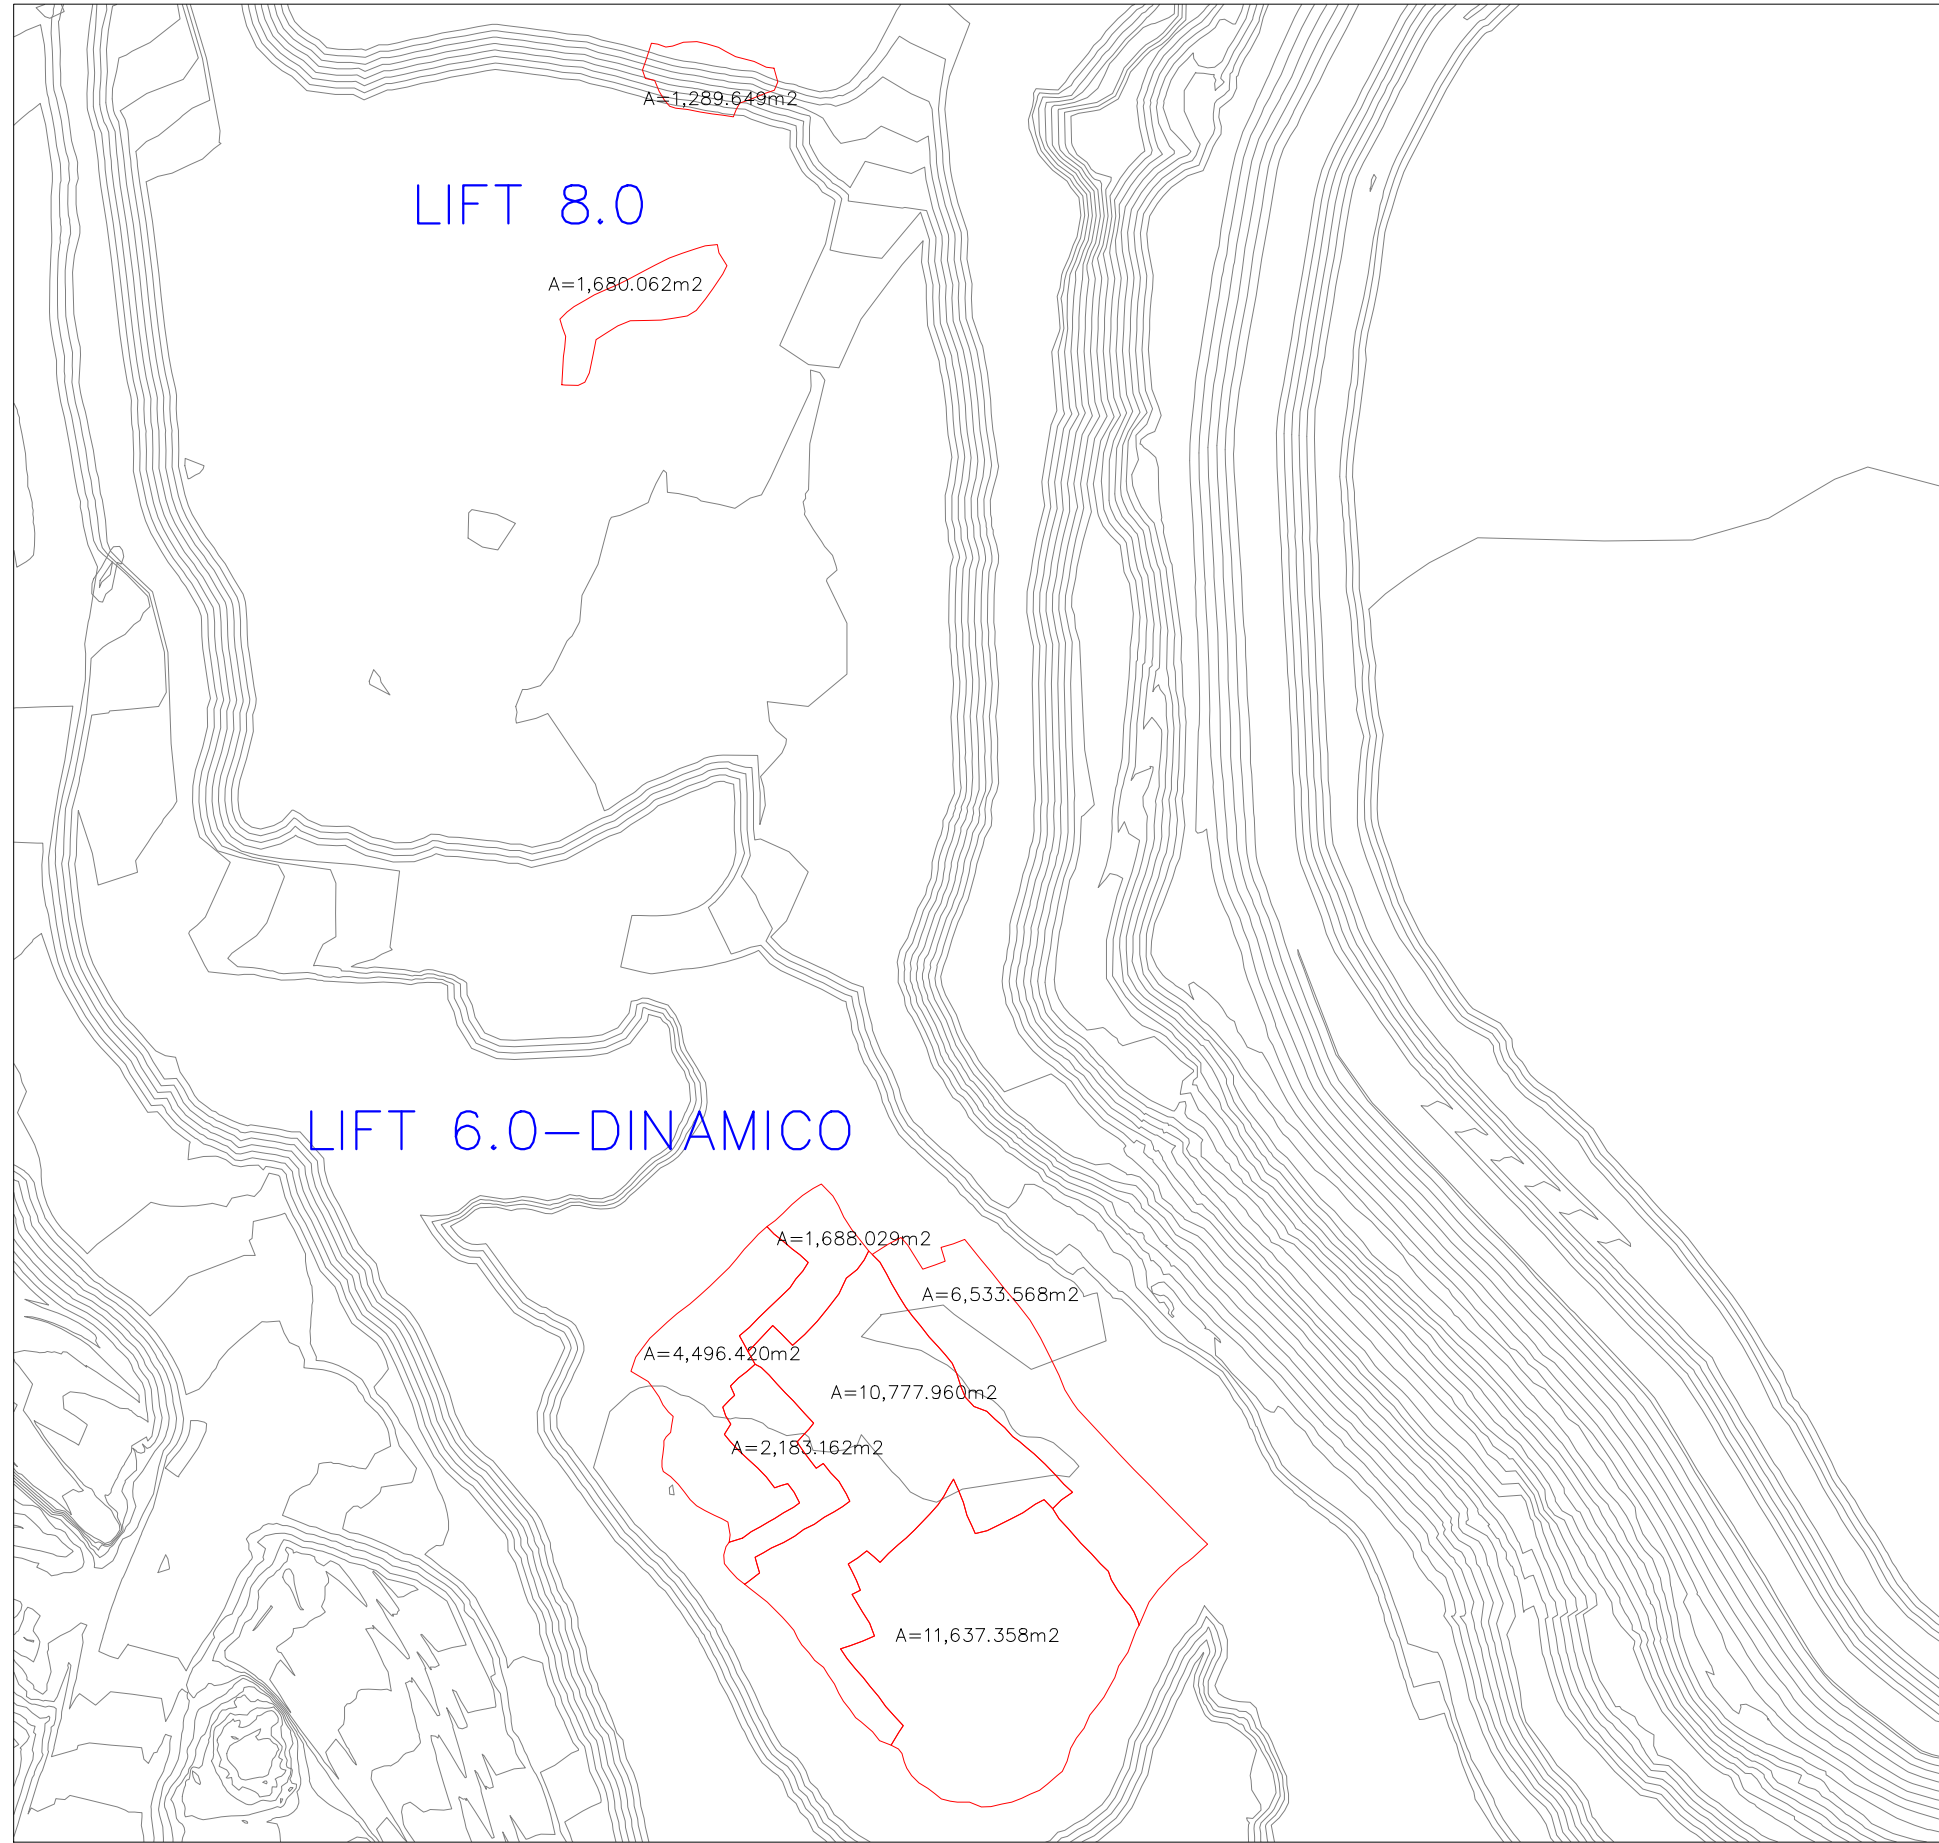 A=1,289.649m2
LIFT 8.0
A=1,680.062m2
LIFT 6.0-DINAMICO
A=1,688.029m2
A=6,533.568m2
A=4,496.420m2
A=10,777.960m2
A=2,183.162m2
A=11,637.358m2